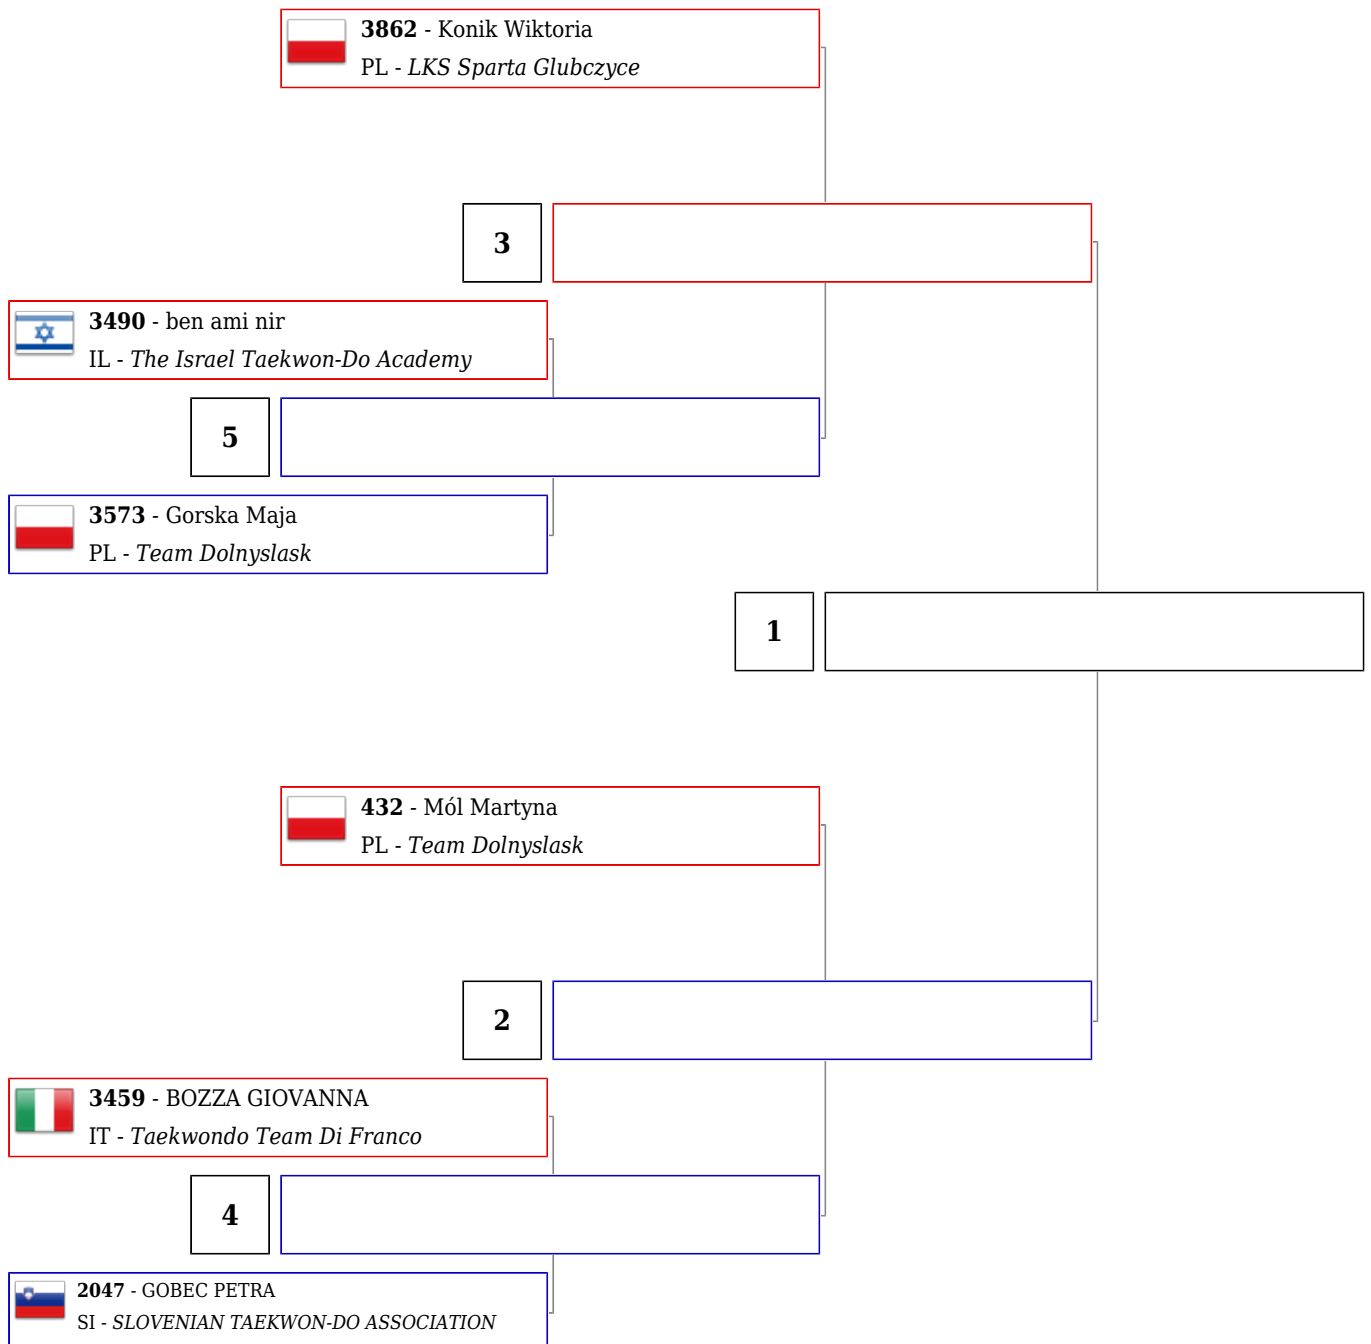 3862 - Konik Wiktoria
PL - LKS Sparta Glubczyce
3
3490 - ben ami nir
IL - The Israel Taekwon-Do Academy
5
3573 - Gorska Maja
PL - Team Dolnyslask
1
432 - Mól Martyna
PL - Team Dolnyslask
2
3459 - BOZZA GIOVANNA
IT - Taekwondo Team Di Franco
4
2047 - GOBEC PETRA
SI - SLOVENIAN TAEKWON-DO ASSOCIATION